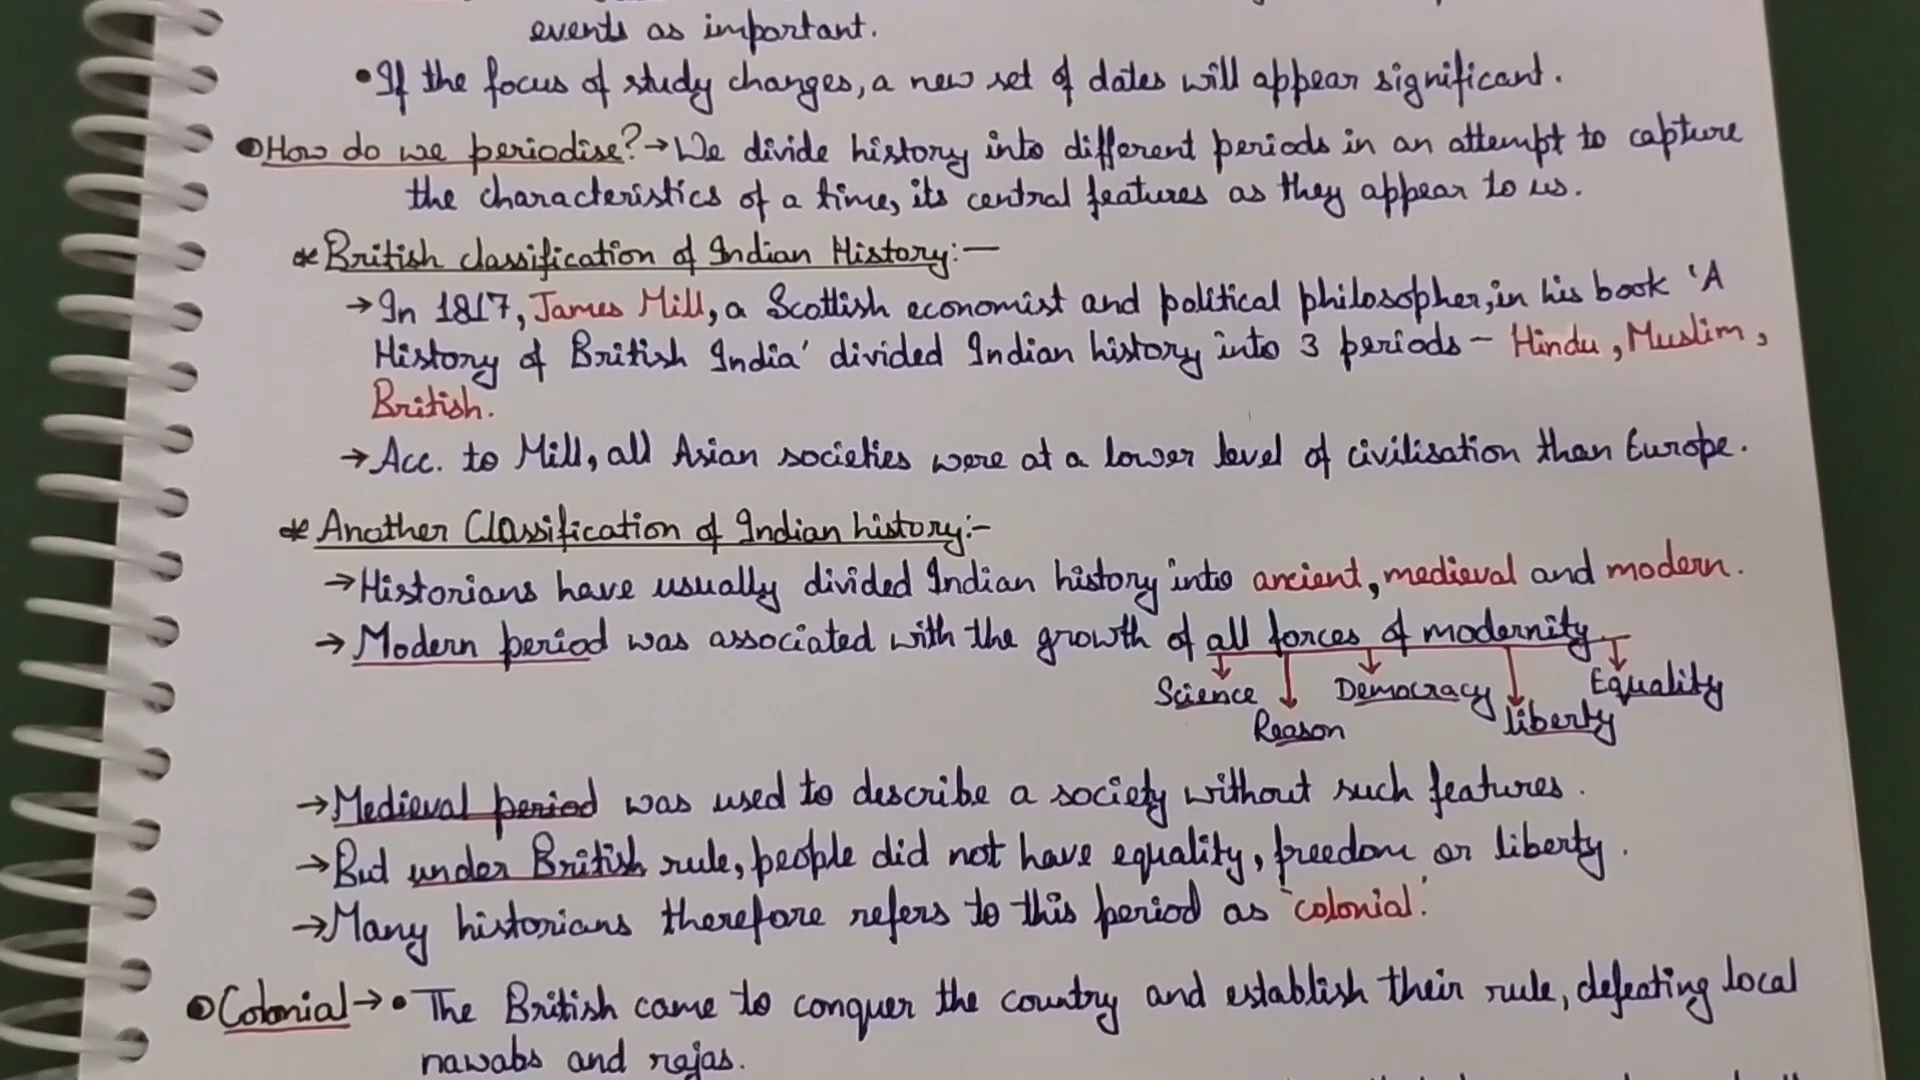 events as important.
•If the focus of study changes, a new set of dates will appear significant.
How do we periodise?→We divide history into different periods in an attempt to capture
the characteristics of a time, its central features as they appear to us.
* British classification of Indian History:—
→In 1817, James Mill, a Scottish economist and political philosopher, in his book 'A
History of British India' divided Indian history into 3 periods – Hindu, Muslim,
British.
→Acc. to Mill, all Asian societies were at a lower level of civilisation than Europe.
* Another Classification of Indian history:-
→Historians have usually divided Indian history into ancient, medieval and modern.
→Modern period was associated with the growth of all forces of modernity
Science Reason Democracy liberty Equality
→Medieval period was used to describe a society without such features.
→But under British rule, people did not have equality, freedom or liberty.
→Many historians therefore refers to this period as 'colonial.'
Colonial→•The British came to conquer the country and establish their rule, defeating local
nawabs and rajas.